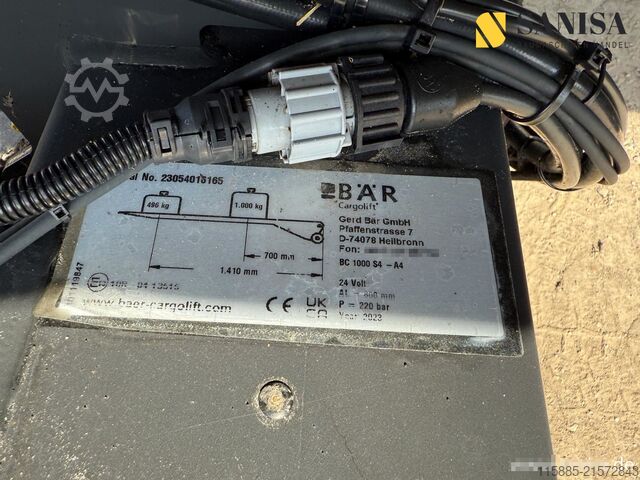 SANISA
al No. 23054016165
BÄR
Cargolift
496 kg
1.000 kg
Gerd Bär GmbH
Pfaffenstrasse 7
D-74078 Heilbronn
Fon:
700 mm
1.410 mm
BC 1000 S4 - A4
24 Volt
P = 220 bar
Year 2023
www.baer-cargolift.com
CE
UK
CA
115885-21572843